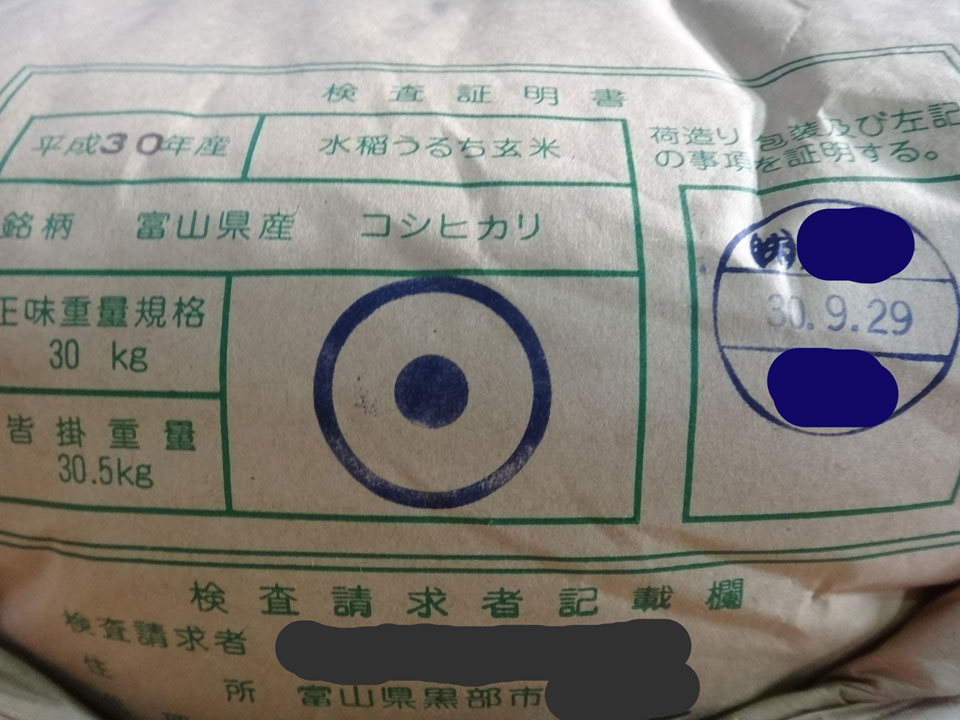 検査証明書
平成30年産
水稲うるち玄米
銘柄 富山県産 コシヒカリ
正味重量規格
30 kg
皆掛重量
30.5kg
荷造り、包装及び左記
の事項を証明する。
㈱
30.9.29
検査請求者記載欄
検査請求者
住所 富山県黒部市